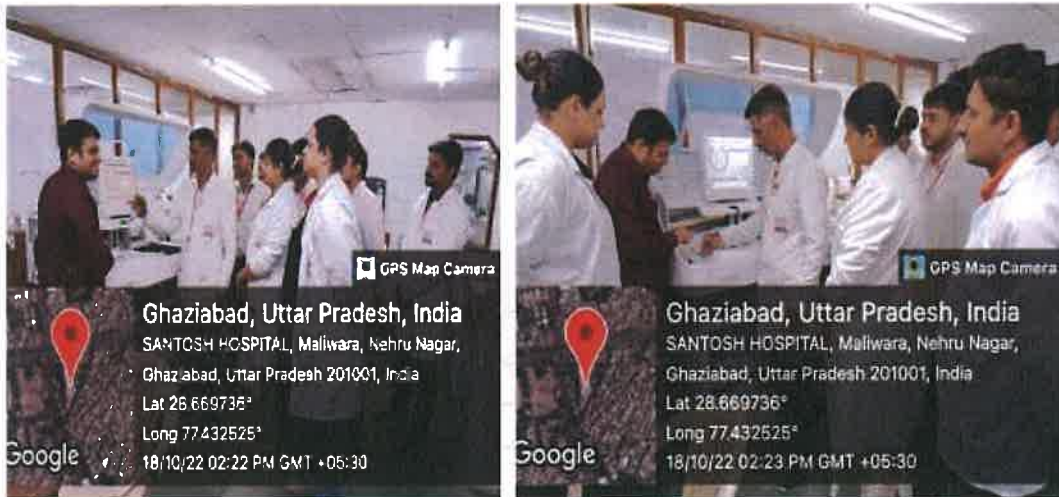 GPS Map Camera
Ghaziabad, Uttar Pradesh, India
SANTOSH HOSPITAL, Maliwara, Nehru Nagar,
Ghaziabad, Uttar Pradesh 201001, India
Lat 28.669736°
Long 77.432525°
18/10/22 02:22 PM GMT +05:30
Google
GPS Map Camera
Ghaziabad, Uttar Pradesh, India
SANTOSH HOSPITAL, Maliwara, Nehru Nagar,
Ghaziabad, Uttar Pradesh 201001, India
Lat 28.669736°
Long 77.432525°
18/10/22 02:23 PM GMT +05:30
Google